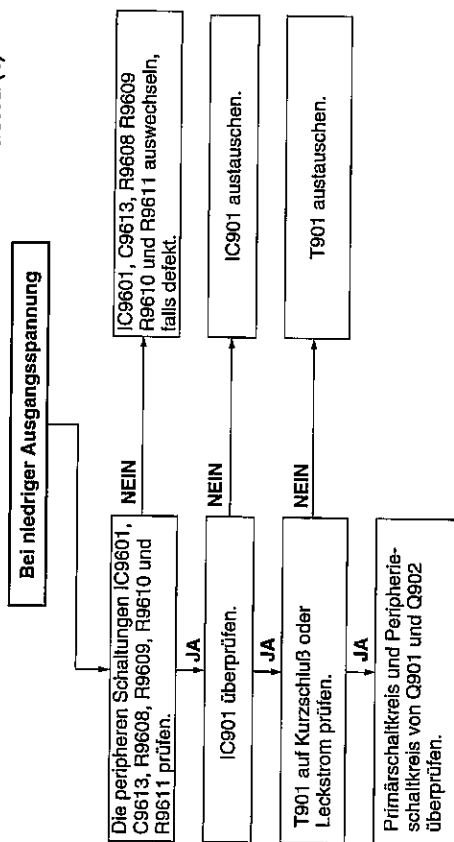 Bei niedriger Ausgangsspannung
Die peripheren Schaltungen IC9601,
C9613, R9608, R9609, R9610 und
R9611 prüfen.
NEIN
IC9601, C9613, R9608 R9609
R9610 und R9611 auswechseln,
falls defekt.
JA
IC901 überprüfen.
NEIN
IC901 austauschen.
JA
T901 auf Kurzschluß oder
Leckstrom prüfen.
NEIN
T901 austauschen.
JA
Primärschaltkreis und Peripherie-
schaltkreis von Q901 und Q902
überprüfen.